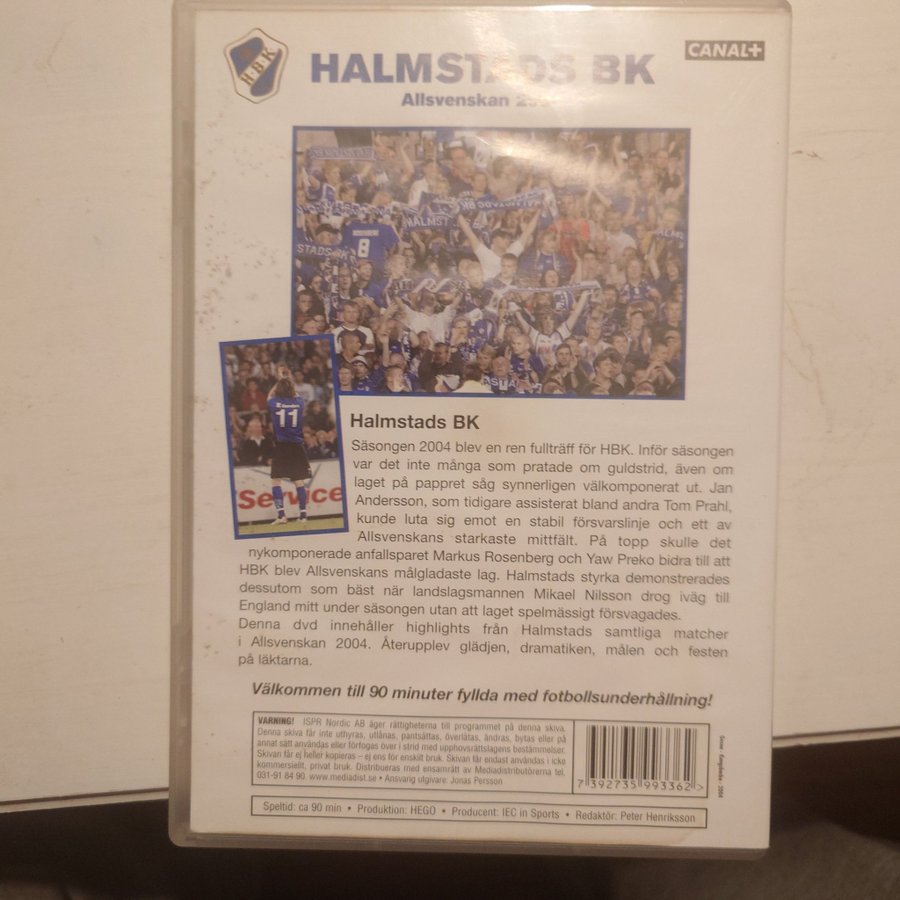 H·B·K
HALMSTADS BK
CANAL+
Allsvenskan
HALMST
STADS BK
8
11
Service
Halmstads BK
Säsongen 2004 blev en ren fullträff för HBK. Inför säsongen
var det inte många som pratade om guldstrid, även om
laget på pappret såg synnerligen välkomponerat ut. Jan
Andersson, som tidigare assisterat bland andra Tom Prahl,
kunde luta sig emot en stabil försvarslinje och ett av
Allsvenskans starkaste mittfält. På topp skulle det
nykomponerade anfallsparet Markus Rosenberg och Yaw Preko bidra till att
HBK blev Allsvenskans målgladaste lag. Halmstads styrka demonstrerades
dessutom som bäst när landslagsmannen Mikael Nilsson drog iväg till
England mitt under säsongen utan att laget spelmässigt försvagades.
Denna dvd innehåller highlights från Halmstads samtliga matcher
i Allsvenskan 2004. Återupplev glädjen, dramatiken, målen och festen
på läktarna.
Välkommen till 90 minuter fyllda med fotbollsunderhållning!
VARNING! ISPR Nordic AB äger rättigheterna till programmet på denna skiva.
Denna skiva får inte uthyras, utlånas, pantsättas, överlåtas, ändras, bytas eller på
annat sätt användas eller förfogas över i strid med upphovsrättslagens bestämmelser.
Skivan får ej heller kopieras – ej ens för enskilt bruk. Skivan får endast användas i icke
kommersiellt, privat bruk. Distribueras med ensamrätt av Mediadistributörerna tel.
031-91 84 90. www.mediadist.se • Ansvarig utgivare: Jonas Persson
7 392735 993362 >
Speltid: ca 90 min • Produktion: HEGO • Producent: IEC in Sports • Redaktör: Peter Henriksson